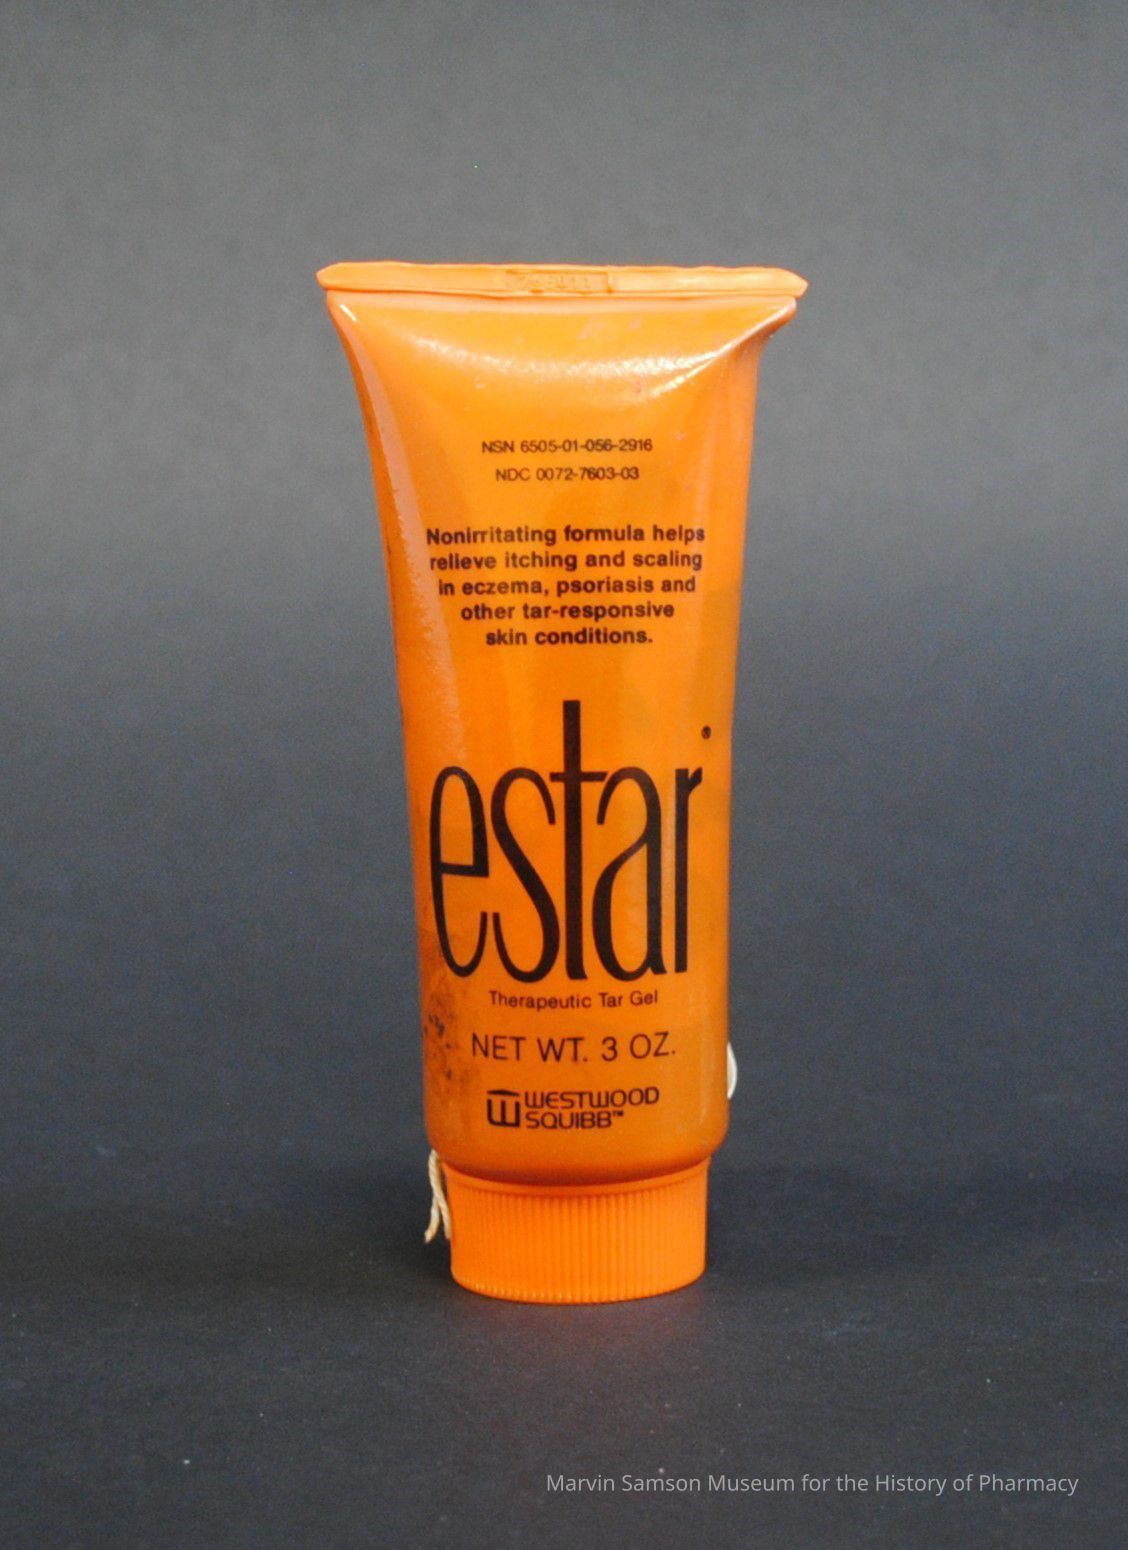 NSN 6505-01-056-2916
NDC 0072-7603-03
Nonirritating formula helps
relieve itching and scaling
in eczema, psoriasis and
other tar-responsive
skin conditions.
estar®
Therapeutic Tar Gel
NET WT. 3 OZ.
WESTWOOD
SQUIBB™
Marvin Samson Museum for the History of Pharmacy